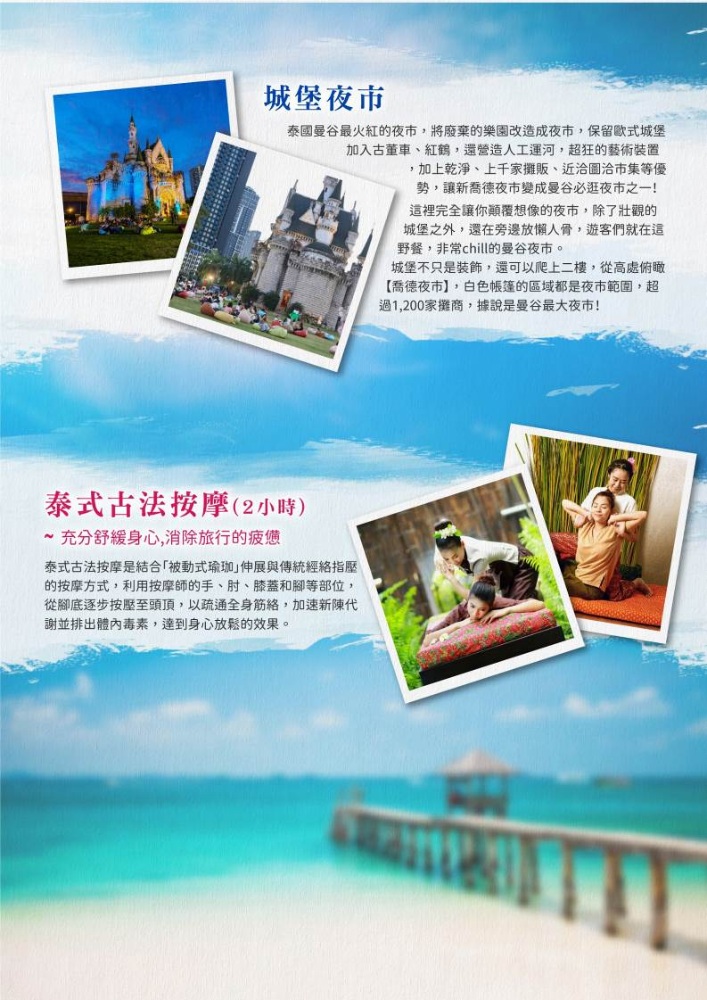 城堡夜市
泰國曼谷最火紅的夜市，將廢棄的樂園改造成夜市，保留歐式城堡
加入古董車、紅鶴，還營造人工運河，超狂的藝術裝置
，加上乾淨、上千家攤販、近洽圖洽市集等優
勢，讓新喬德夜市變成曼谷必逛夜市之一！
這裡完全讓你顛覆想像的夜市，除了壯觀的
城堡之外，還在旁邊放懶人骨，遊客們就在這
野餐，非常chill的曼谷夜市。
城堡不只是裝飾，還可以爬上二樓，從高處俯瞰
【喬德夜市】，白色帳篷的區域都是夜市範圍，超
過1,200家攤商，據說是曼谷最大夜市！
泰式古法按摩(2小時)
~ 充分舒緩身心,消除旅行的疲憊
泰式古法按摩是結合「被動式瑜珈」伸展與傳統經絡指壓
的按摩方式，利用按摩師的手、肘、膝蓋和腳等部位，
從腳底逐步按壓至頭頂，以疏通全身筋絡，加速新陳代
謝並排出體內毒素，達到身心放鬆的效果。